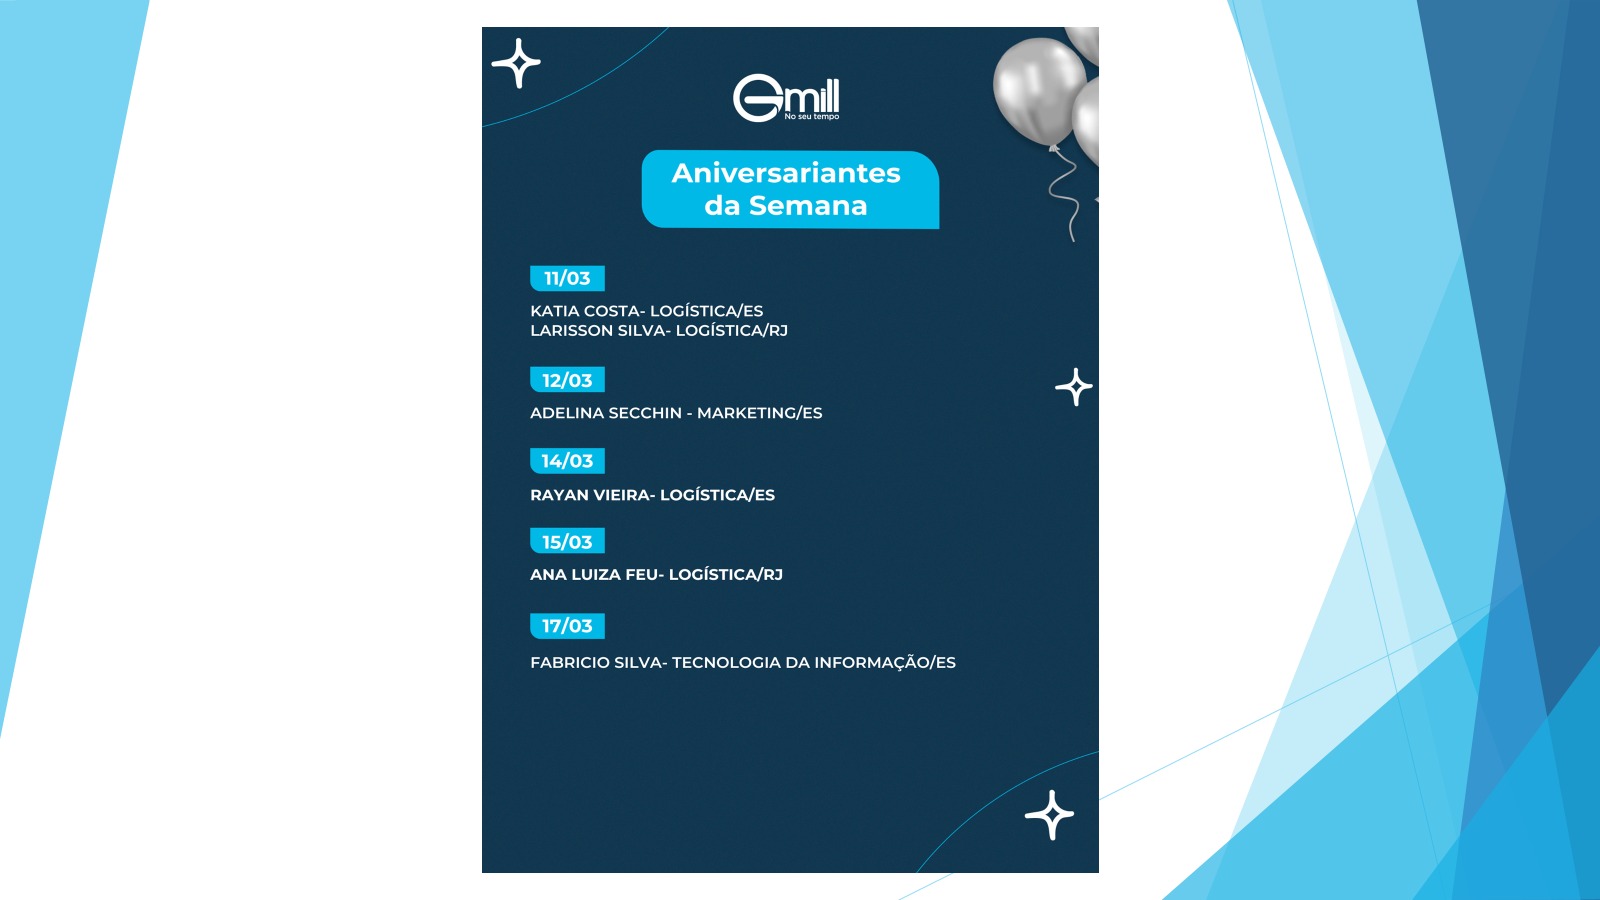 Gmill
No seu tempo
Aniversariantes
da Semana
11/03
KATIA COSTA- LOGÍSTICA/ES
LARISSON SILVA- LOGÍSTICA/RJ
12/03
ADELINA SECCHIN - MARKETING/ES
14/03
RAYAN VIEIRA- LOGÍSTICA/ES
15/03
ANA LUIZA FEU- LOGÍSTICA/RJ
17/03
FABRICIO SILVA- TECNOLOGIA DA INFORMAÇÃO/ES